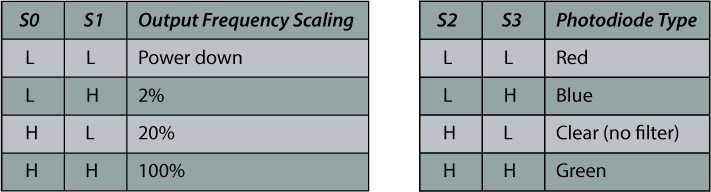 S0 S1 Output Frequency Scaling
L L Power down
L H 2%
H L 20%
H H 100%
S2 S3 Photodiode Type
L L Red
L H Blue
H L Clear (no filter)
H H Green